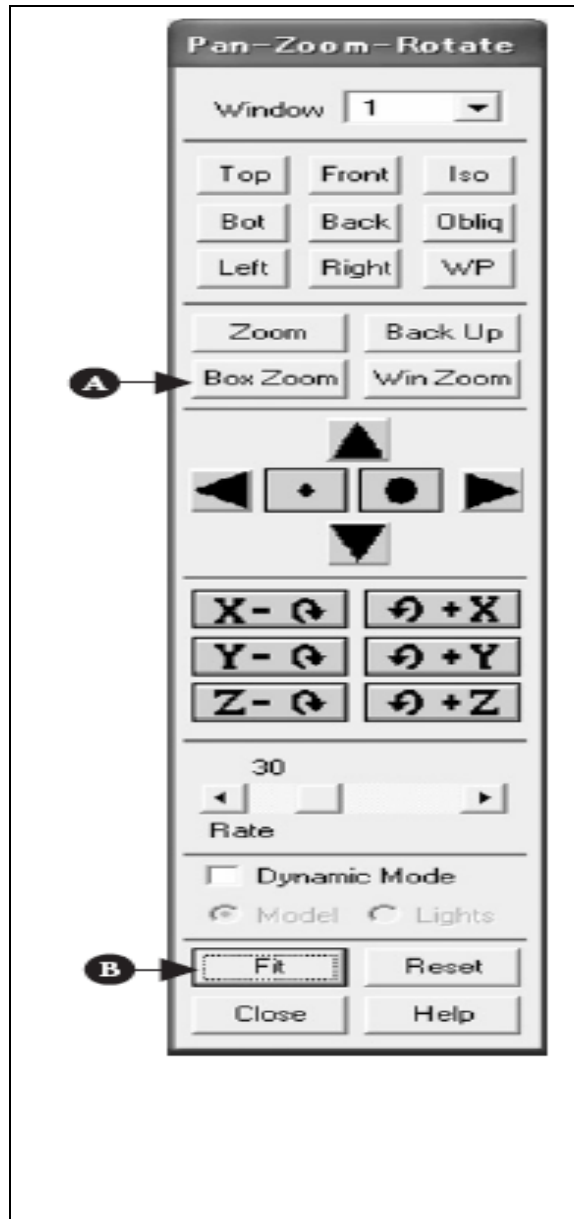 Pan-Zoom-Rotate
Window 1
Top Front Iso
Bot Back Obliq
Left Right WP
Zoom Back Up
A Box Zoom Win Zoom
X- +X
Y- +Y
Z- +Z
30
Rate
Dynamic Mode
Model Lights
B Fit Reset
Close Help